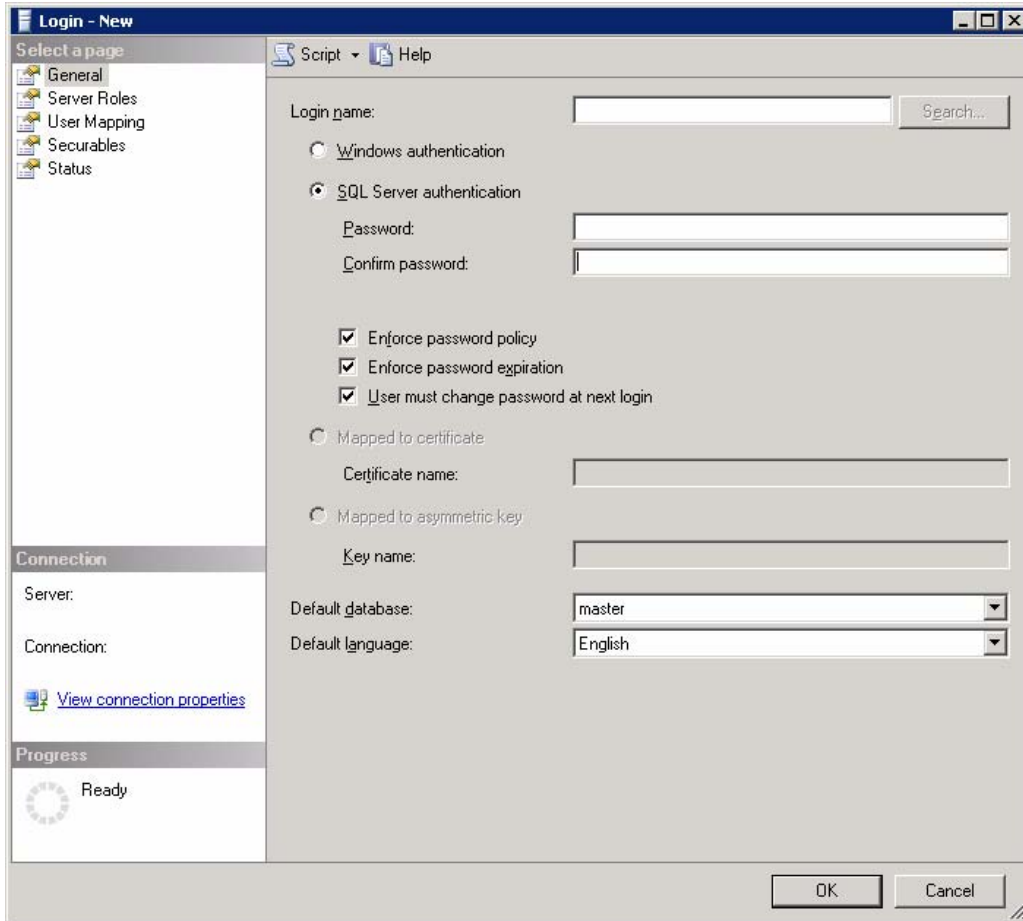 Login - New
Select a page
General
Server Roles
User Mapping
Securables
Status
Script
Help
Login name:
Search...
Windows authentication
SQL Server authentication
Password:
Confirm password:
Enforce password policy
Enforce password expiration
User must change password at next login
Mapped to certificate
Certificate name:
Mapped to asymmetric key
Key name:
Default database:
master
Default language:
English
Connection
Server:
Connection:
View connection properties
Progress
Ready
OK
Cancel